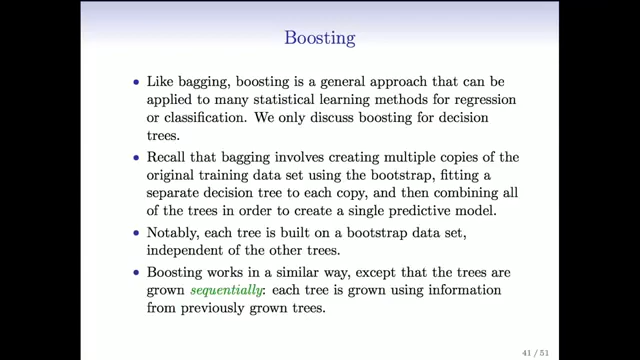 Boosting
• Like bagging, boosting is a general approach that can be
applied to many statistical learning methods for regression
or classification. We only discuss boosting for decision
trees.
• Recall that bagging involves creating multiple copies of the
original training data set using the bootstrap, fitting a
separate decision tree to each copy, and then combining all
of the trees in order to create a single predictive model.
• Notably, each tree is built on a bootstrap data set,
independent of the other trees.
• Boosting works in a similar way, except that the trees are
grown sequentially: each tree is grown using information
from previously grown trees.
41 / 51